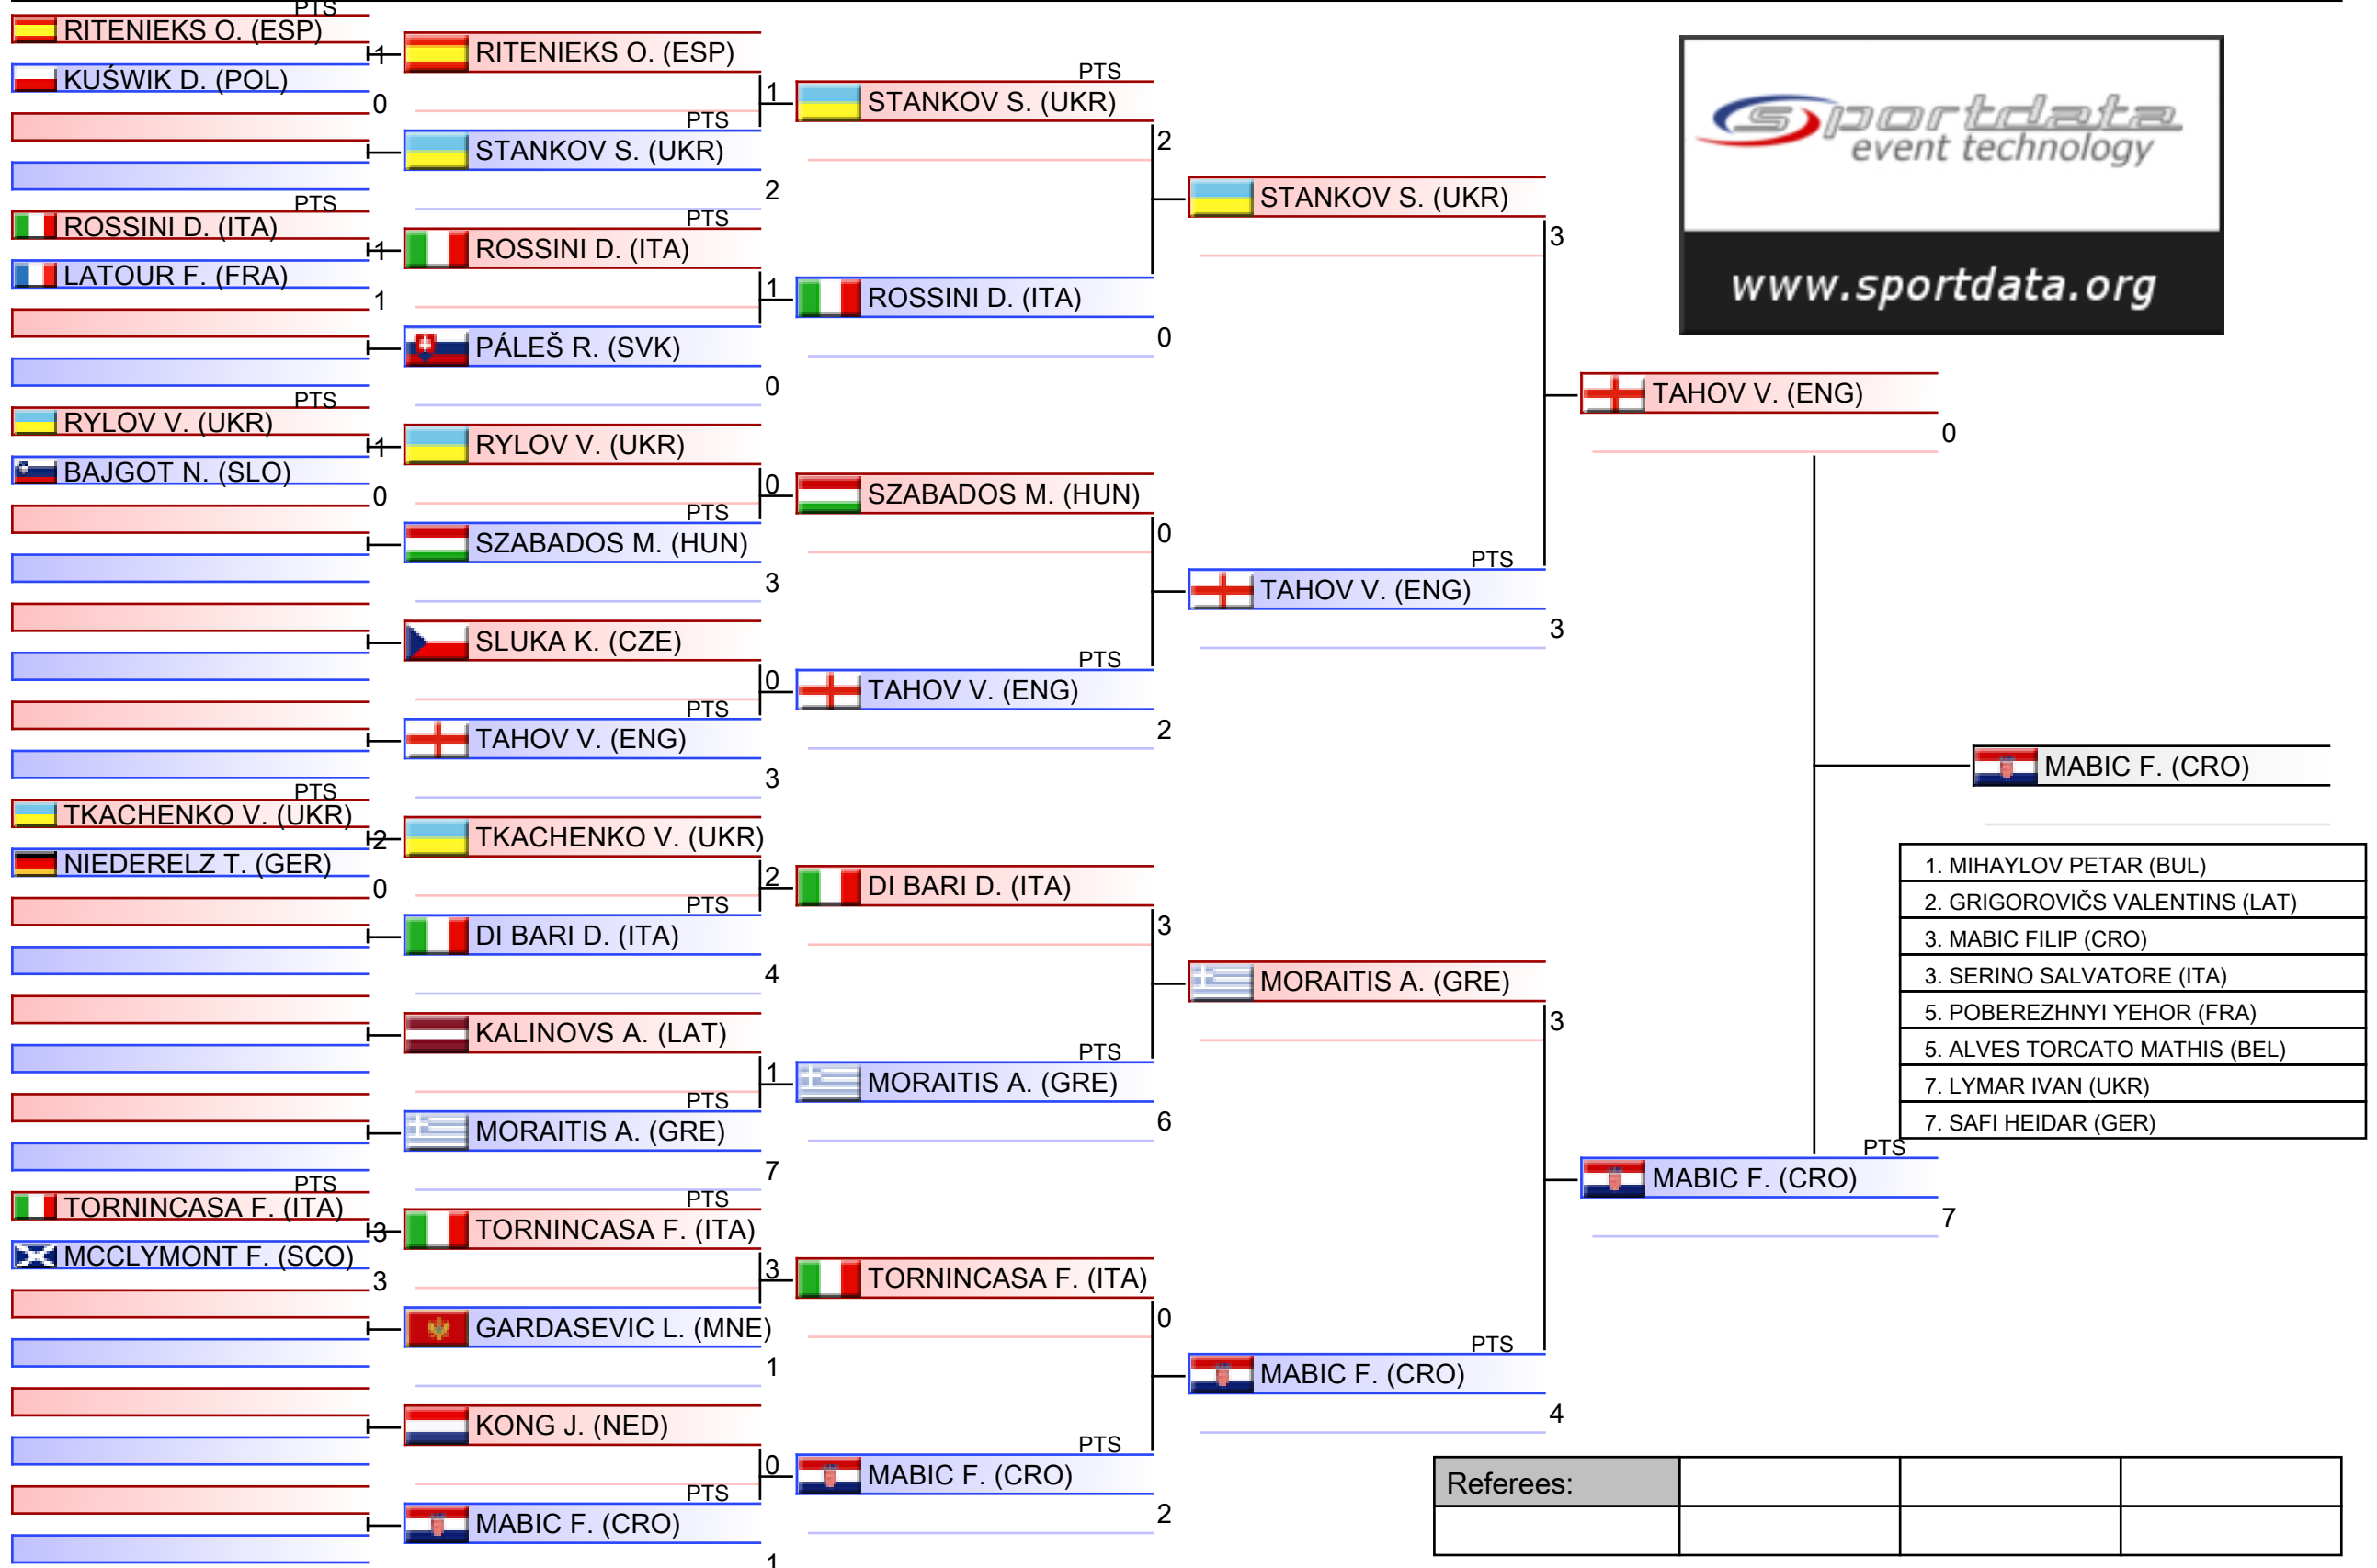 PTS
RITENIEKS O. (ESP)
1
KUŚWIK D. (POL)
0
PTS
ROSSINI D. (ITA)
1
LATOUR F. (FRA)
1
PTS
RYLOV V. (UKR)
1
BAJGOT N. (SLO)
0
PTS
TKACHENKO V. (UKR)
2
NIEDERELZ T. (GER)
0
PTS
TORNINCASA F. (ITA)
3
MCCLYMONT F. (SCO)
3
RITENIEKS O. (ESP)
1
PTS
STANKOV S. (UKR)
2
PTS
ROSSINI D. (ITA)
1
PÁLEŠ R. (SVK)
0
RYLOV V. (UKR)
0
PTS
SZABADOS M. (HUN)
3
SLUKA K. (CZE)
0
PTS
TAHOV V. (ENG)
3
TKACHENKO V. (UKR)
2
PTS
DI BARI D. (ITA)
4
KALINOVS A. (LAT)
1
PTS
MORAITIS A. (GRE)
7
PTS
TORNINCASA F. (ITA)
3
GARDASEVIC L. (MNE)
1
KONG J. (NED)
0
PTS
MABIC F. (CRO)
1
PTS
STANKOV S. (UKR)
2
ROSSINI D. (ITA)
0
SZABADOS M. (HUN)
0
PTS
TAHOV V. (ENG)
2
DI BARI D. (ITA)
3
PTS
MORAITIS A. (GRE)
6
TORNINCASA F. (ITA)
0
PTS
MABIC F. (CRO)
2
STANKOV S. (UKR)
3
PTS
TAHOV V. (ENG)
3
MORAITIS A. (GRE)
3
PTS
MABIC F. (CRO)
4
TAHOV V. (ENG)
0
PTS
MABIC F. (CRO)
7
MABIC F. (CRO)
sportdata
event technology
www.sportdata.org
1. MIHAYLOV PETAR (BUL)
2. GRIGOROVIČS VALENTINS (LAT)
3. MABIC FILIP (CRO)
3. SERINO SALVATORE (ITA)
5. POBEREZHNYI YEHOR (FRA)
5. ALVES TORCATO MATHIS (BEL)
7. LYMAR IVAN (UKR)
7. SAFI HEIDAR (GER)
Referees: